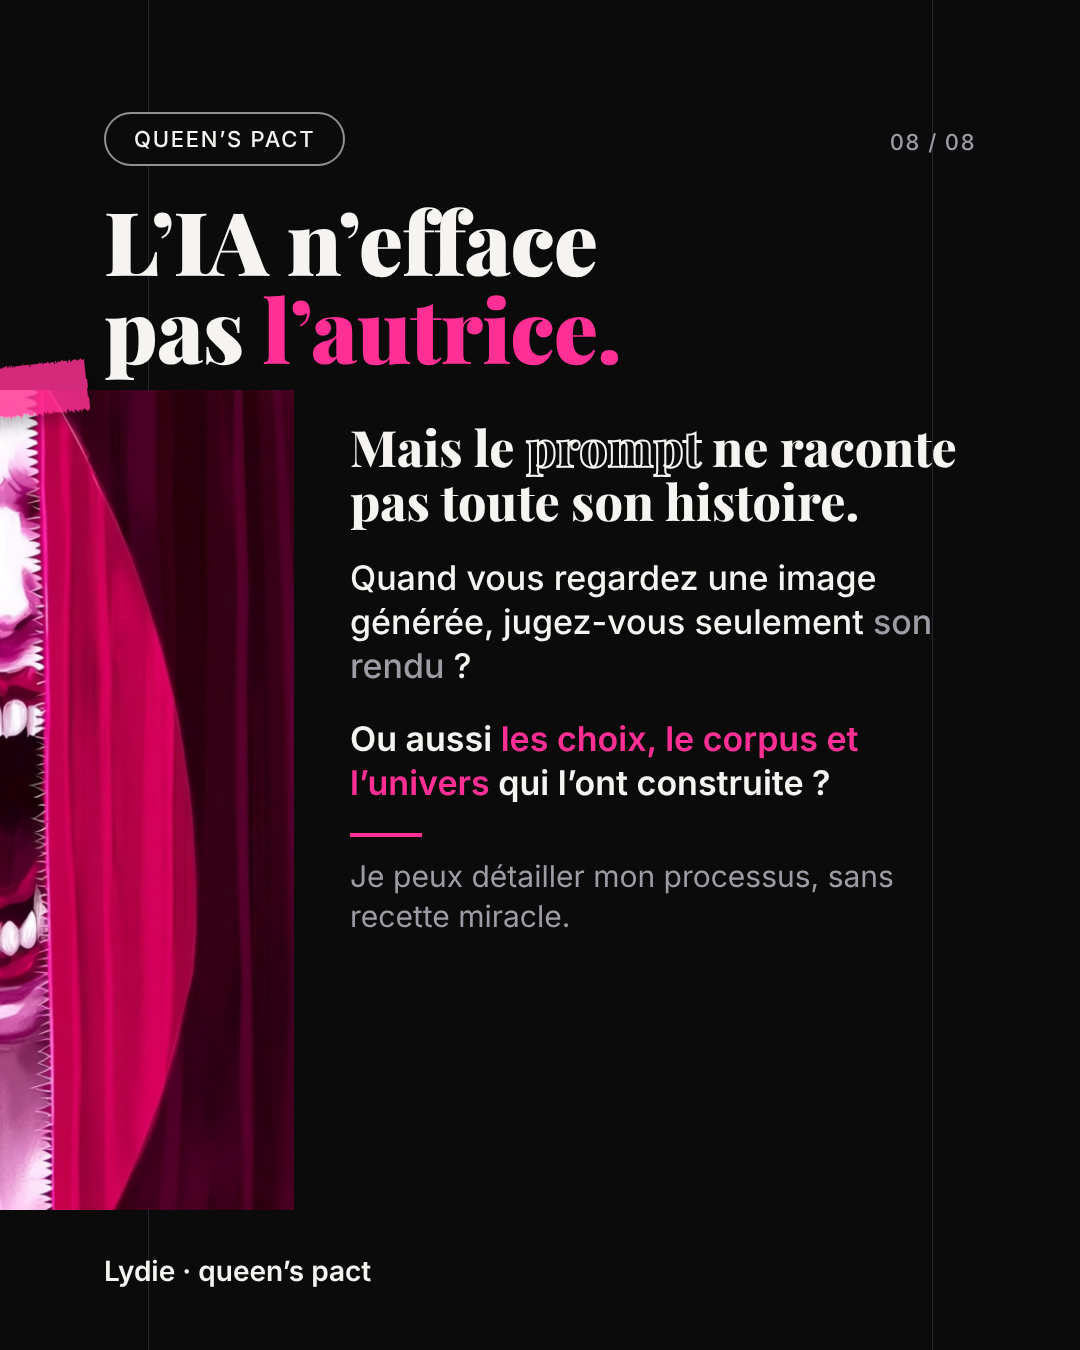 QUEEN’S PACT
08 / 08
L’IA n’efface
pas l’autrice.
Mais le prompt ne raconte
pas toute son histoire.
Quand vous regardez une image
générée, jugez-vous seulement son
rendu ?
Ou aussi les choix, le corpus et
l’univers qui l’ont construite ?
Je peux détailler mon processus, sans
recette miracle.
Lydie · queen’s pact